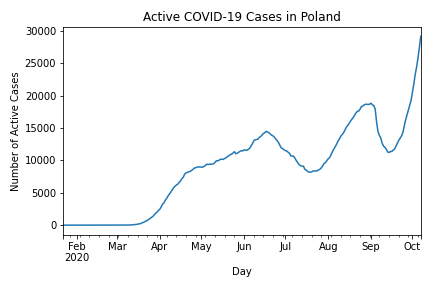 Active COVID-19 Cases in Poland
Number of Active Cases
30000
25000
20000
15000
10000
5000
0
Feb Mar Apr May Jun Jul Aug Sep Oct
2020
Day